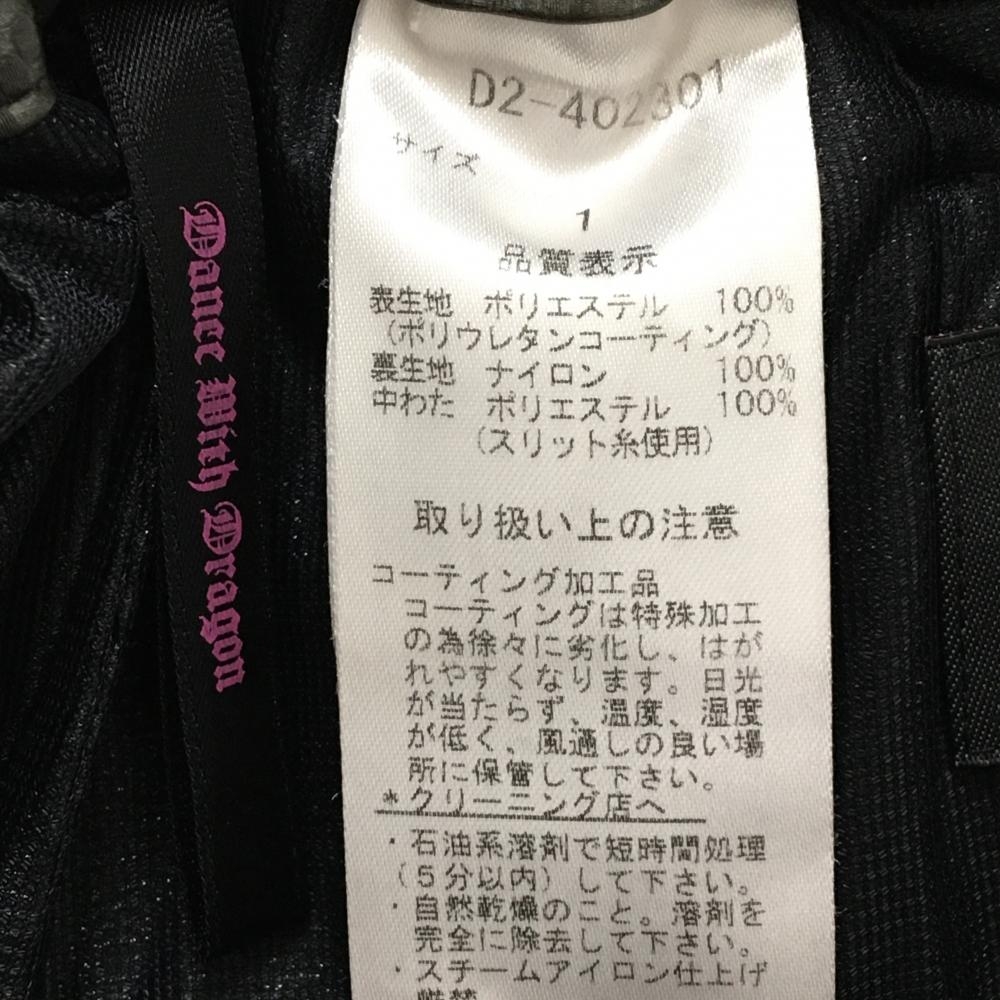 Dance With Dragon
D2-402301
サイズ
1
品質表示
表生地 ポリエステル 100%
(ポリウレタンコーティング)
裏生地 ナイロン 100%
中わた ポリエステル 100%
(スリット糸使用)
取り扱い上の注意
コーティング加工品
コーティングは特殊加工
の為徐々に劣化し、はが
れやすくなります。日光
が当たらず、温度、湿度
が低く、風通しの良い場
所に保管して下さい。
*クリーニング店へ
・石油系溶剤で短時間処理
(5分以内)して下さい。
・自然乾燥のこと。溶剤を
完全に除去して下さい。
・スチームアイロン仕上げ